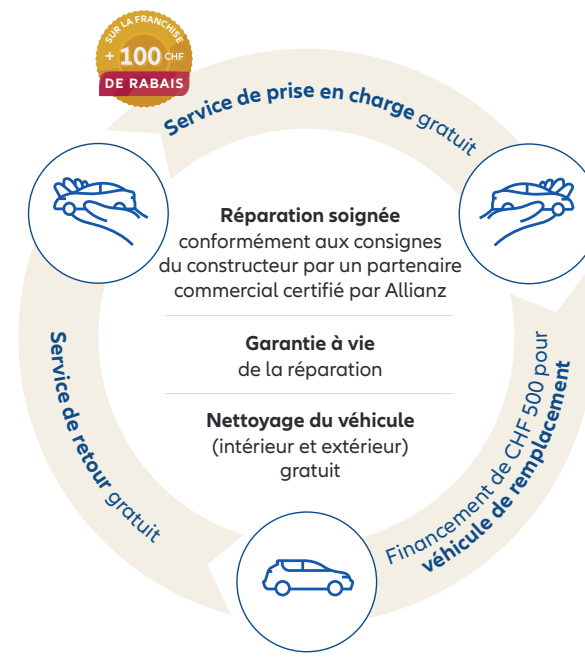 SUR LA FRANCHISE
+ 100 CHF
DE RABAIS
Service de prise en charge gratuit
Réparation soignée
conformément aux consignes
du constructeur par un partenaire
commercial certifié par Allianz
Garantie à vie
de la réparation
Nettoyage du véhicule
(intérieur et extérieur)
gratuit
Financement de CHF 500 pour
véhicule de remplacement
Service de retour gratuit